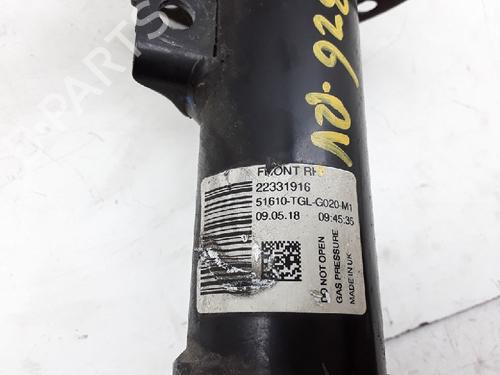 FRONT RH
22331916
51610-TGL-G020-M1
09.05.18 09:45:35
DO NOT OPEN
GAS PRESSURE
MADE IN UK